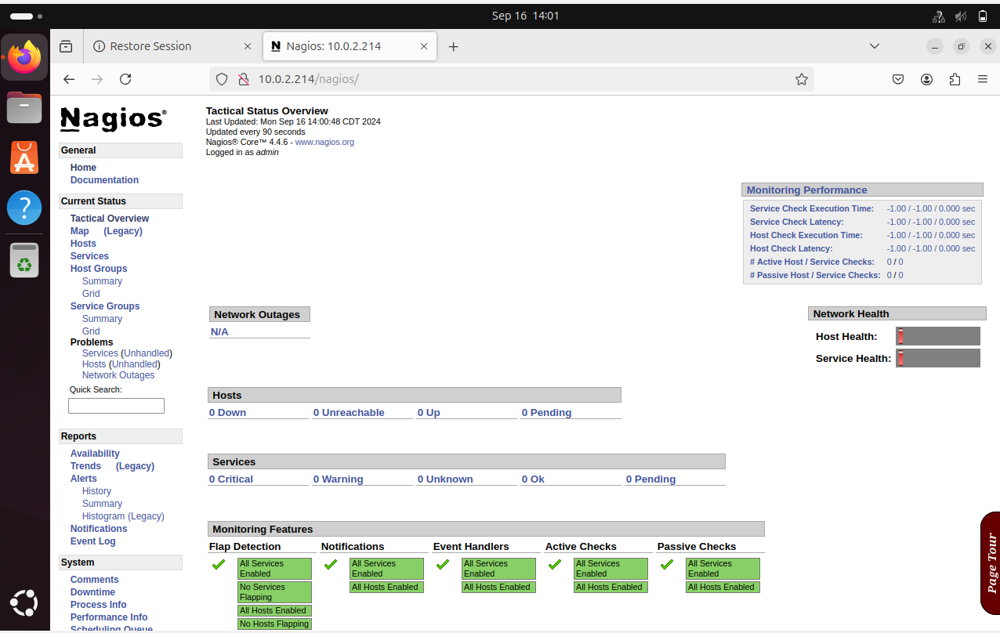 Sep 16 14:01
Restore Session
Nagios: 10.0.2.214
10.0.2.214/nagios/
Nagios®
General
Home
Documentation
Current Status
Tactical Overview
Map (Legacy)
Hosts
Services
Host Groups
Summary
Grid
Service Groups
Summary
Grid
Problems
Services (Unhandled)
Hosts (Unhandled)
Network Outages
Quick Search:
Reports
Availability
Trends (Legacy)
Alerts
History
Summary
Histogram (Legacy)
Notifications
Event Log
System
Comments
Downtime
Process Info
Performance Info
Scheduling Queue
Tactical Status Overview
Last Updated: Mon Sep 16 14:00:48 CDT 2024
Updated every 90 seconds
Nagios® Core™ 4.4.6 - www.nagios.org
Logged in as admin
Monitoring Performance
Service Check Execution Time: -1.00 / -1.00 / 0.000 sec
Service Check Latency: -1.00 / -1.00 / 0.000 sec
Host Check Execution Time: -1.00 / -1.00 / 0.000 sec
Host Check Latency: -1.00 / -1.00 / 0.000 sec
# Active Host / Service Checks: 0 / 0
# Passive Host / Service Checks: 0 / 0
Network Outages
N/A
Network Health
Host Health:
Service Health:
Hosts
0 Down 0 Unreachable 0 Up 0 Pending
Services
0 Critical 0 Warning 0 Unknown 0 Ok 0 Pending
Monitoring Features
Flap Detection Notifications Event Handlers Active Checks Passive Checks
All Services Enabled
No Services Flapping
All Hosts Enabled
No Hosts Flapping
All Services Enabled
All Hosts Enabled
All Services Enabled
All Hosts Enabled
All Services Enabled
All Hosts Enabled
All Services Enabled
All Hosts Enabled
Page Tour